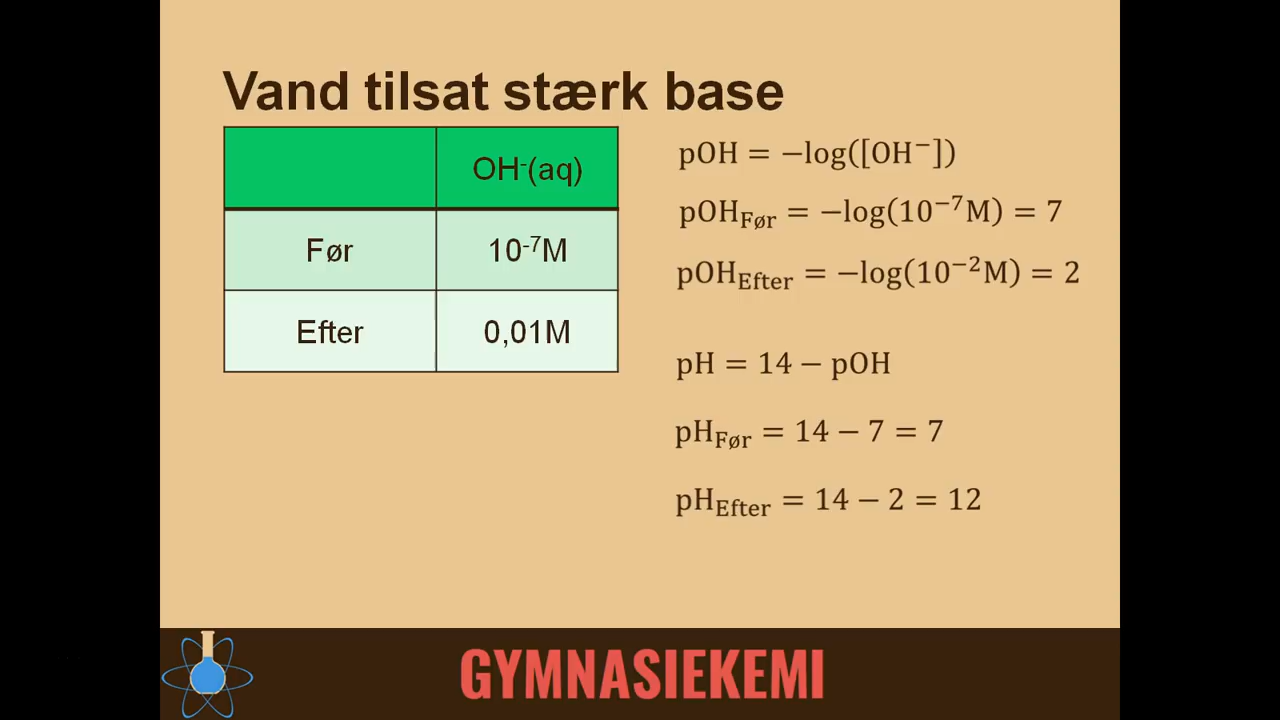 Vand tilsat stærk base
OH⁻(aq)
Før 10⁻⁷M
Efter 0,01M
pOH = −log([OH⁻])
pOH_Før = −log(10⁻⁷M) = 7
pOH_Efter = −log(10⁻²M) = 2
pH = 14 − pOH
pH_Før = 14 − 7 = 7
pH_Efter = 14 − 2 = 12
GYMNASIEKEMI